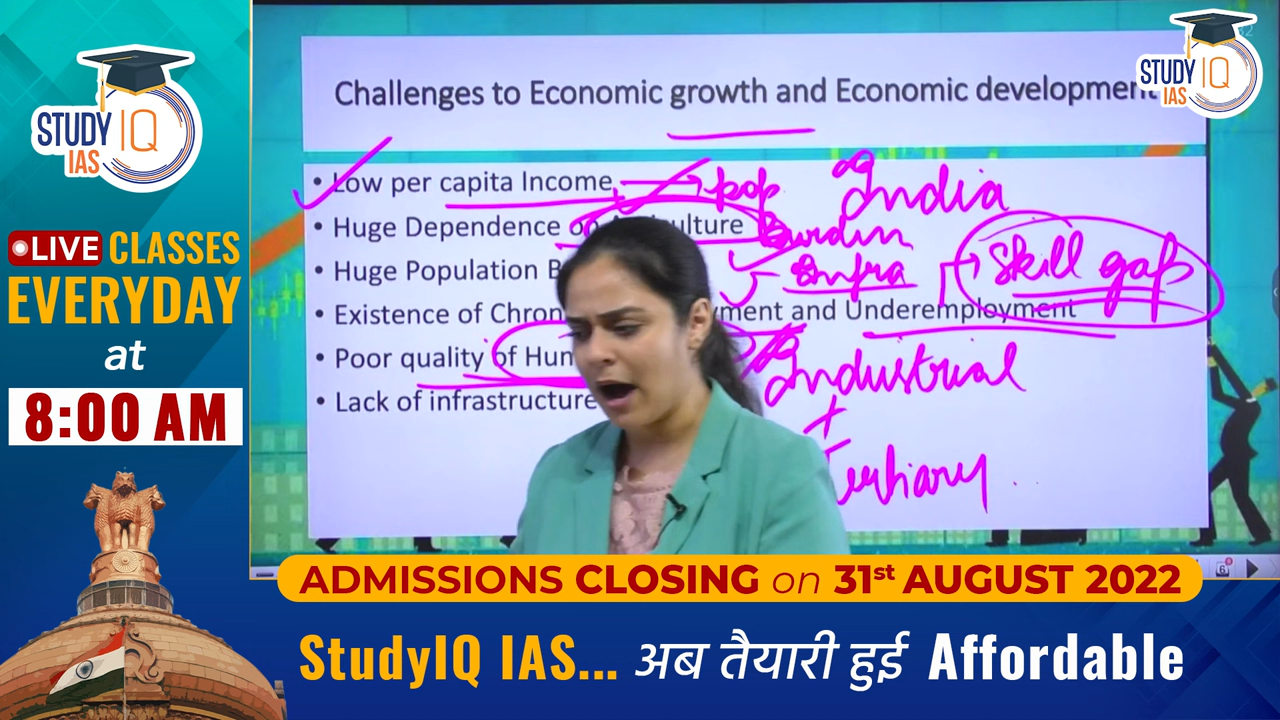 STUDY IQ
IAS
LIVE CLASSES
EVERYDAY
at
8:00 AM
STUDY IQ
IAS
Challenges to Economic growth and Economic development
• Low per capita Income
pop
India
• Huge Dependence on Agriculture
Burden
• Huge Population B
Infra
Skill gap
• Existence of Chron
yment and Underemployment
• Poor quality of Hum
Industrial
+
• Lack of infrastructure
Tertiary
ADMISSIONS CLOSING on 31st AUGUST 2022
StudyIQ IAS... अब तैयारी हुई Affordable